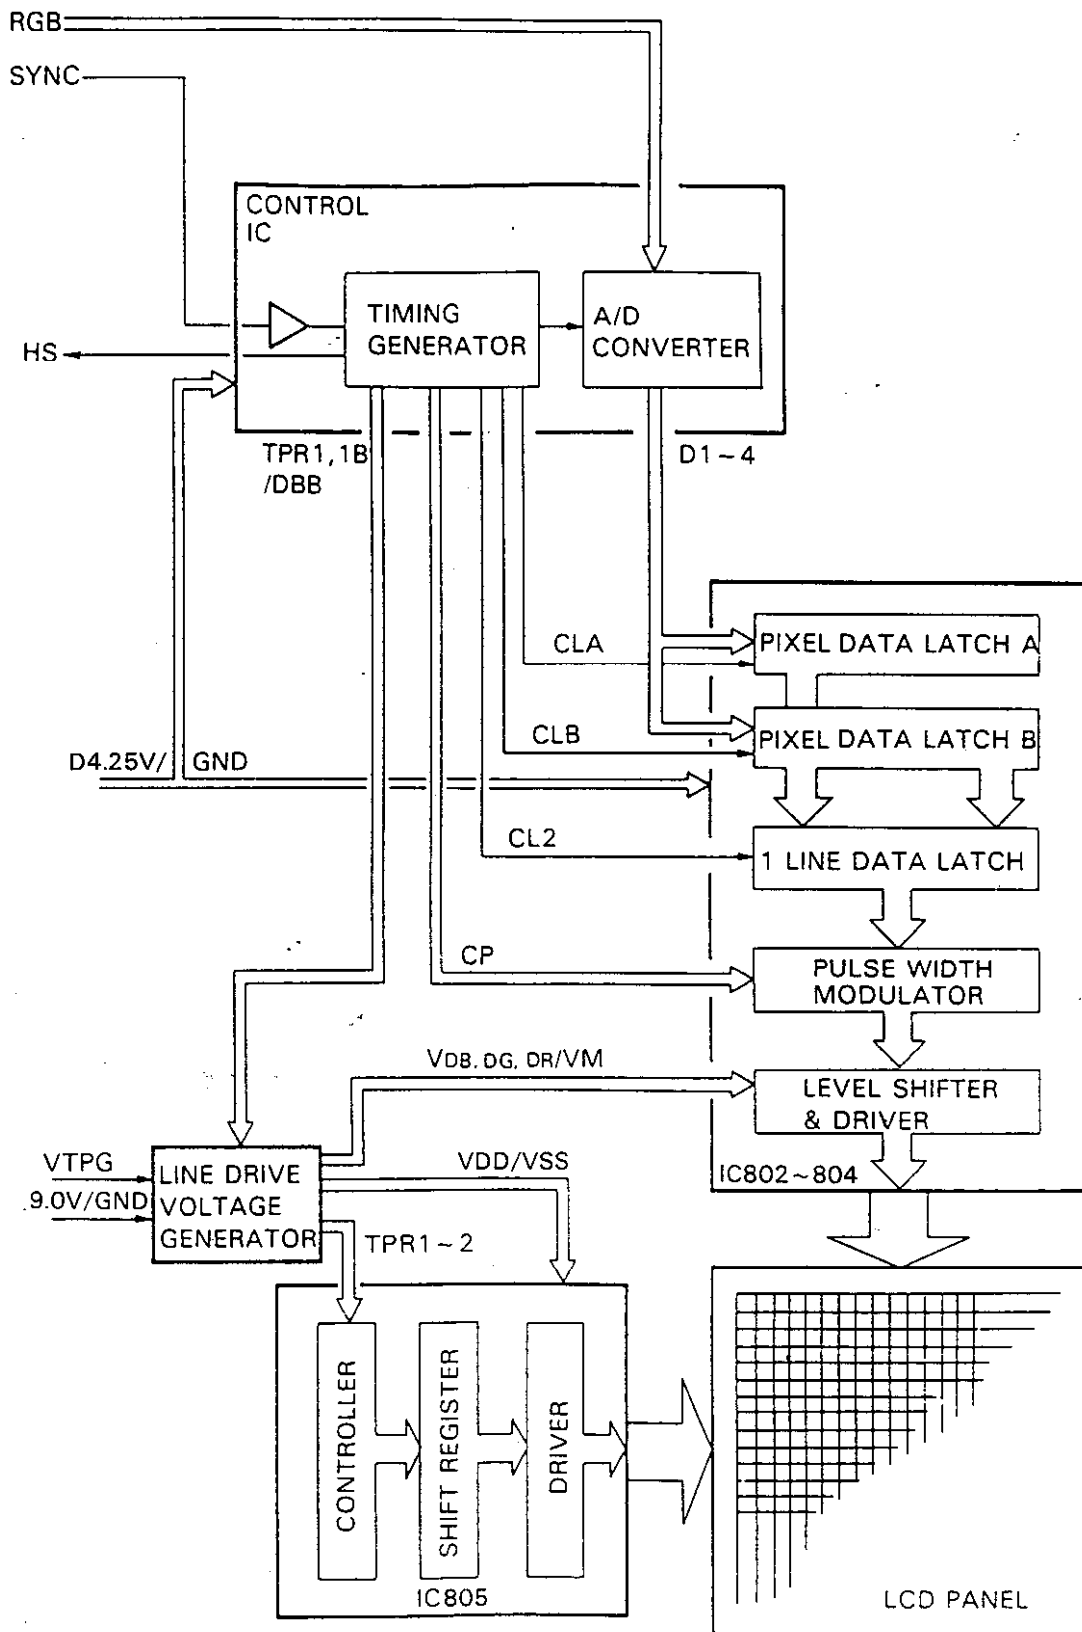 RGB
SYNC
CONTROL
IC
TIMING
GENERATOR
A/D
CONVERTER
HS
TPR1,1B
/DBB
D1~4
CLA
PIXEL DATA LATCH A
CLB
PIXEL DATA LATCH B
D4.25V/ GND
CL2
1 LINE DATA LATCH
CP
PULSE WIDTH
MODULATOR
VDB, DG, DR/VM
LEVEL SHIFTER
& DRIVER
VTPG
9.0V/GND
LINE DRIVE
VOLTAGE
GENERATOR
VDD/VSS
IC802~804
TPR1~2
CONTROLLER
SHIFT REGISTER
DRIVER
IC805
LCD PANEL